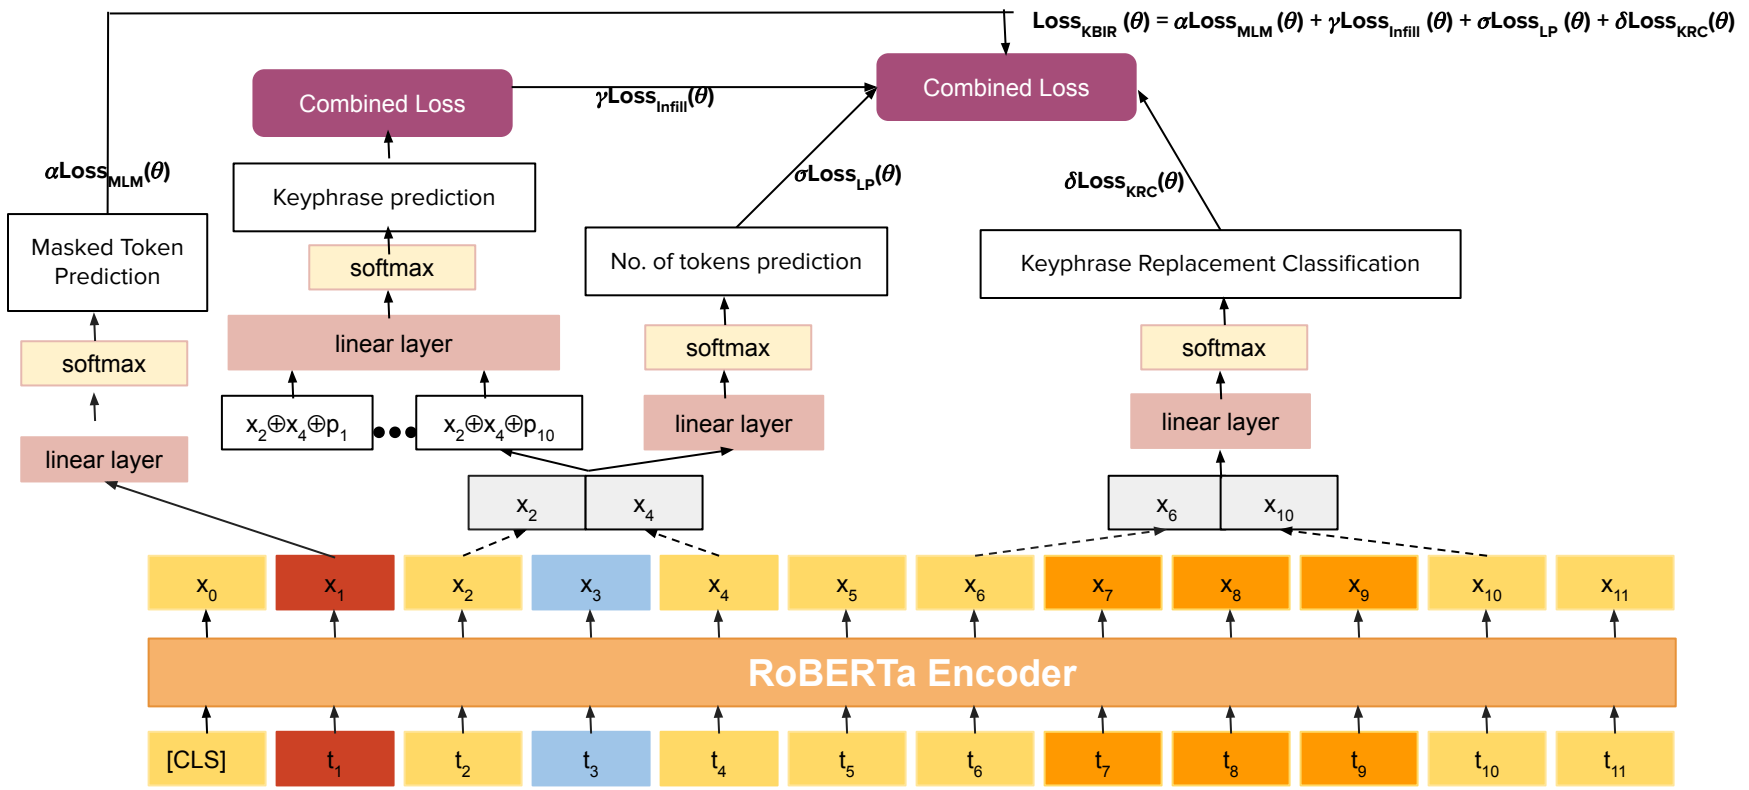 Loss_KBIR (θ) = αLoss_MLM(θ) + γLoss_Infill (θ) + σLoss_LP (θ) + δLoss_KRC(θ)
Combined Loss
Combined Loss
γLoss_Infill(θ)
αLoss_MLM(θ)
σLoss_LP(θ)
δLoss_KRC(θ)
Keyphrase prediction
Masked Token
Prediction
No. of tokens prediction
Keyphrase Replacement Classification
softmax
linear layer
softmax
softmax
softmax
x₂⊕x₄⊕p₁
●●●
x₂⊕x₄⊕p₁₀
linear layer
linear layer
linear layer
x₂ x₄
x₆ x₁₀
x₀ x₁ x₂ x₃ x₄ x₅ x₆ x₇ x₈ x₉ x₁₀ x₁₁
RoBERTa Encoder
[CLS] t₁ t₂ t₃ t₄ t₅ t₆ t₇ t₈ t₉ t₁₀ t₁₁